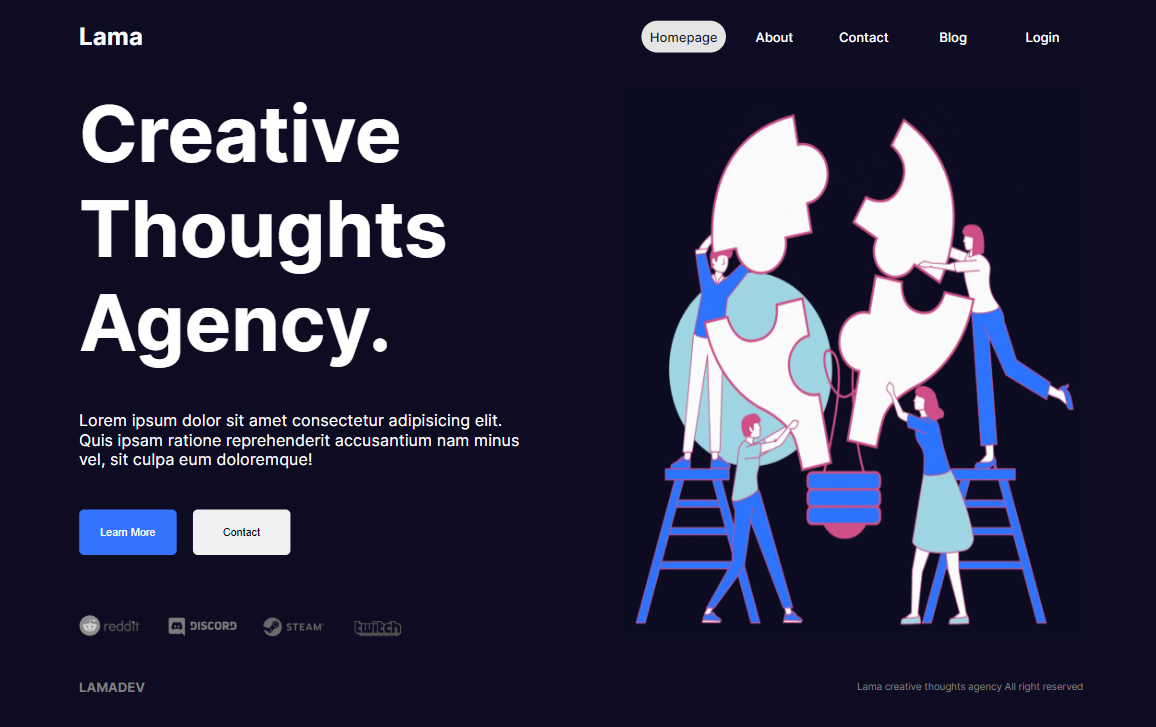 Lama
Homepage About Contact Blog Login
Creative
Thoughts
Agency.
Lorem ipsum dolor sit amet consectetur adipisicing elit.
Quis ipsam ratione reprehenderit accusantium nam minus
vel, sit culpa eum doloremque!
Learn More Contact
reddit DISCORD STEAM twitch
LAMADEV
Lama creative thoughts agency All right reserved